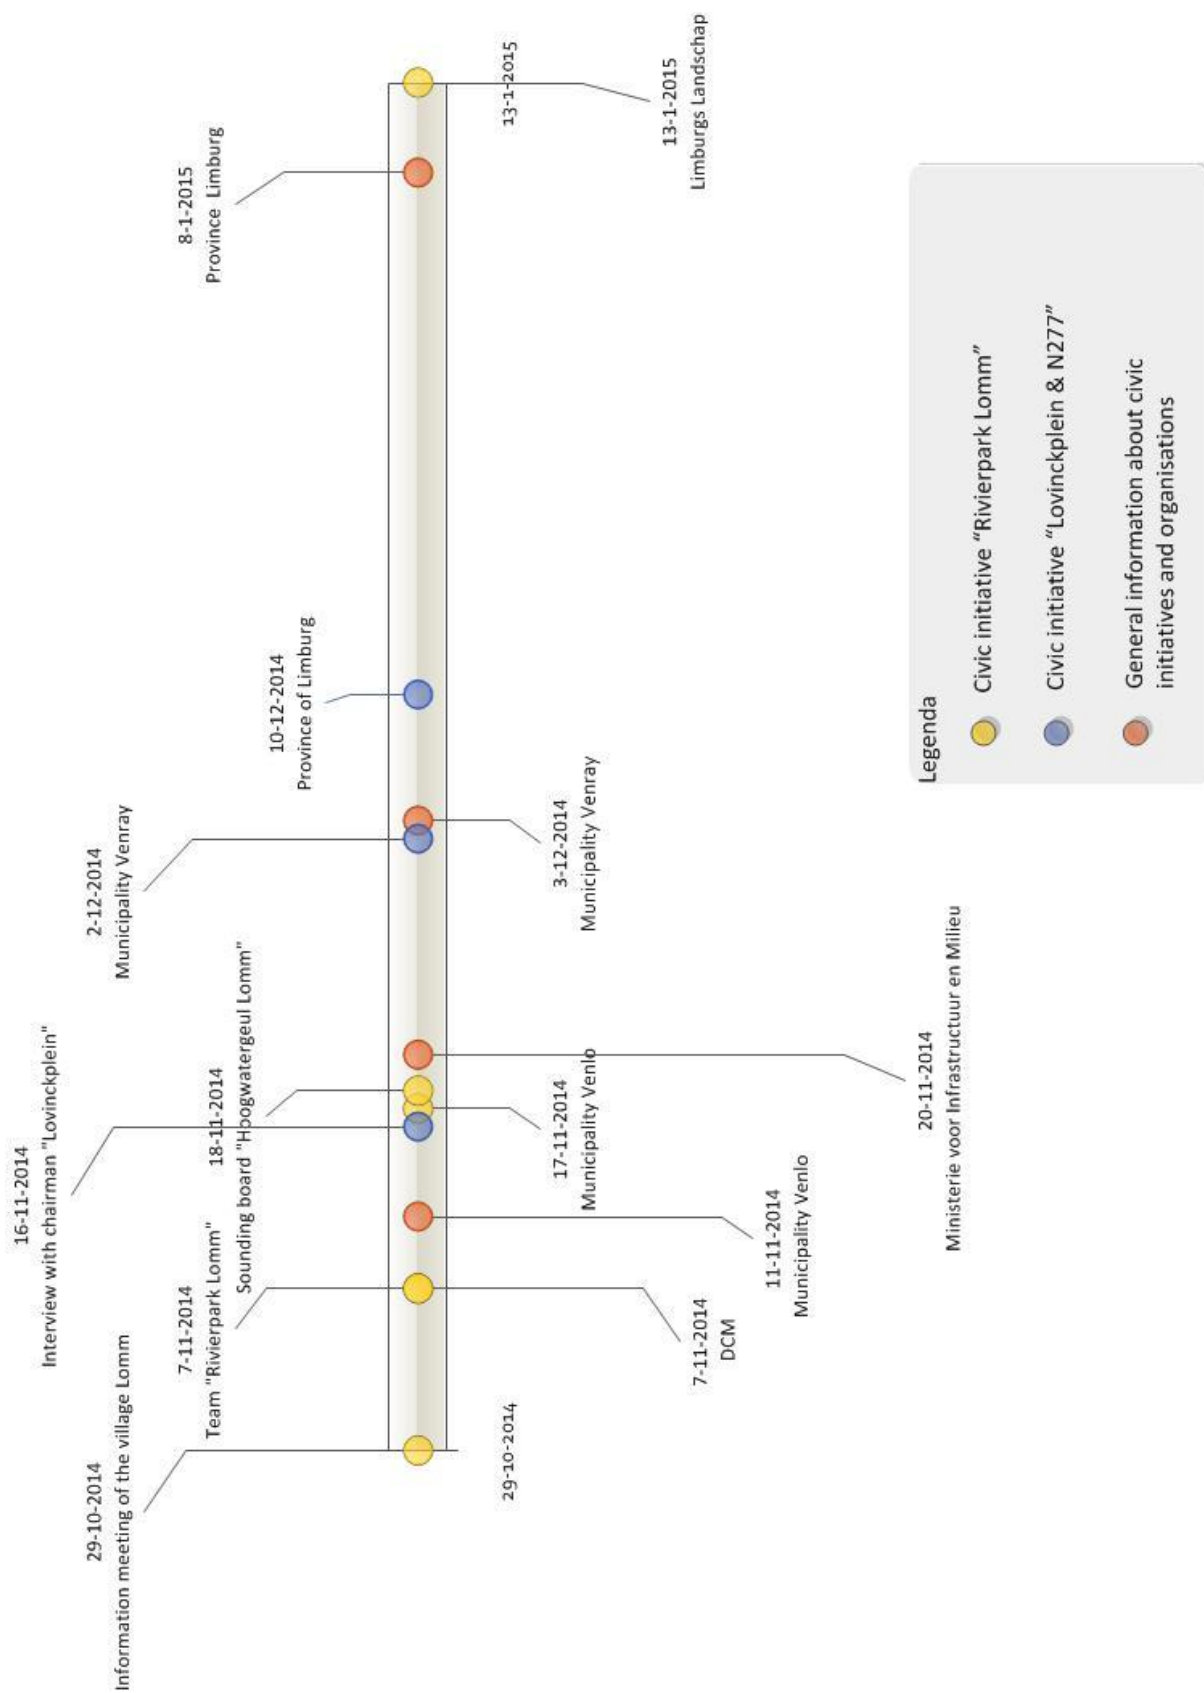 16-11-2014
Interview with chairman "Lovinckplein"
2-12-2014
Municipality Venray
29-10-2014
Information meeting of the village Lomm
8-1-2015
Province  Limburg
7-11-2014
Team "Rivierpark Lomm"
18-11-2014
Sounding board "Hoogwatergeul Lomm"
10-12-2014
Province of Limburg
29-10-2014
13-1-2015
17-11-2014
Municipality Venlo
3-12-2014
Municipality Venray
13-1-2015
Limburgs Landschap
7-11-2014
DCM
11-11-2014
Municipality Venlo
20-11-2014
Ministerie voor Infrastructuur en Milieu
Legenda
Civic initiative “Rivierpark Lomm”
Civic initiative “Lovinckplein & N277”
General information about civic
initiatives and organisations